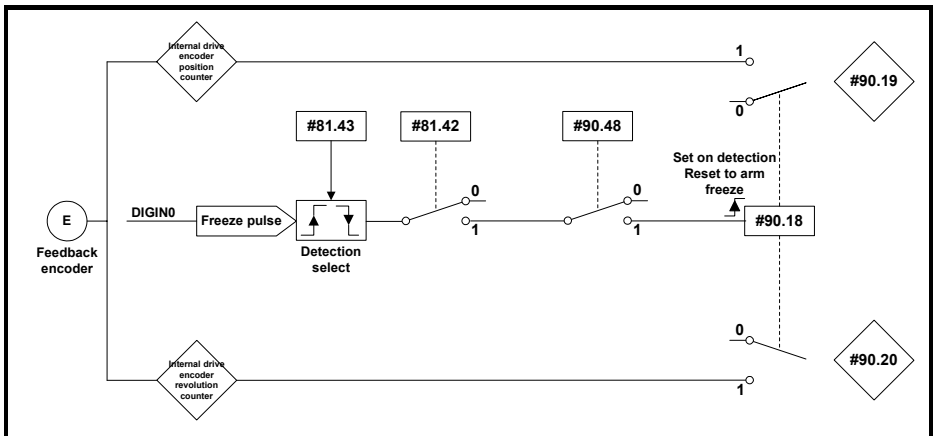 Internal drive
encoder
position
counter
1
0
#90.19
#81.43
#81.42
#90.48
Set on detection
Reset to arm
freeze
0
0
DIGIN0
Freeze pulse
E
1
1
#90.18
Feedback
encoder
Detection
select
0
Internal drive
encoder
revolution
counter
1
#90.20